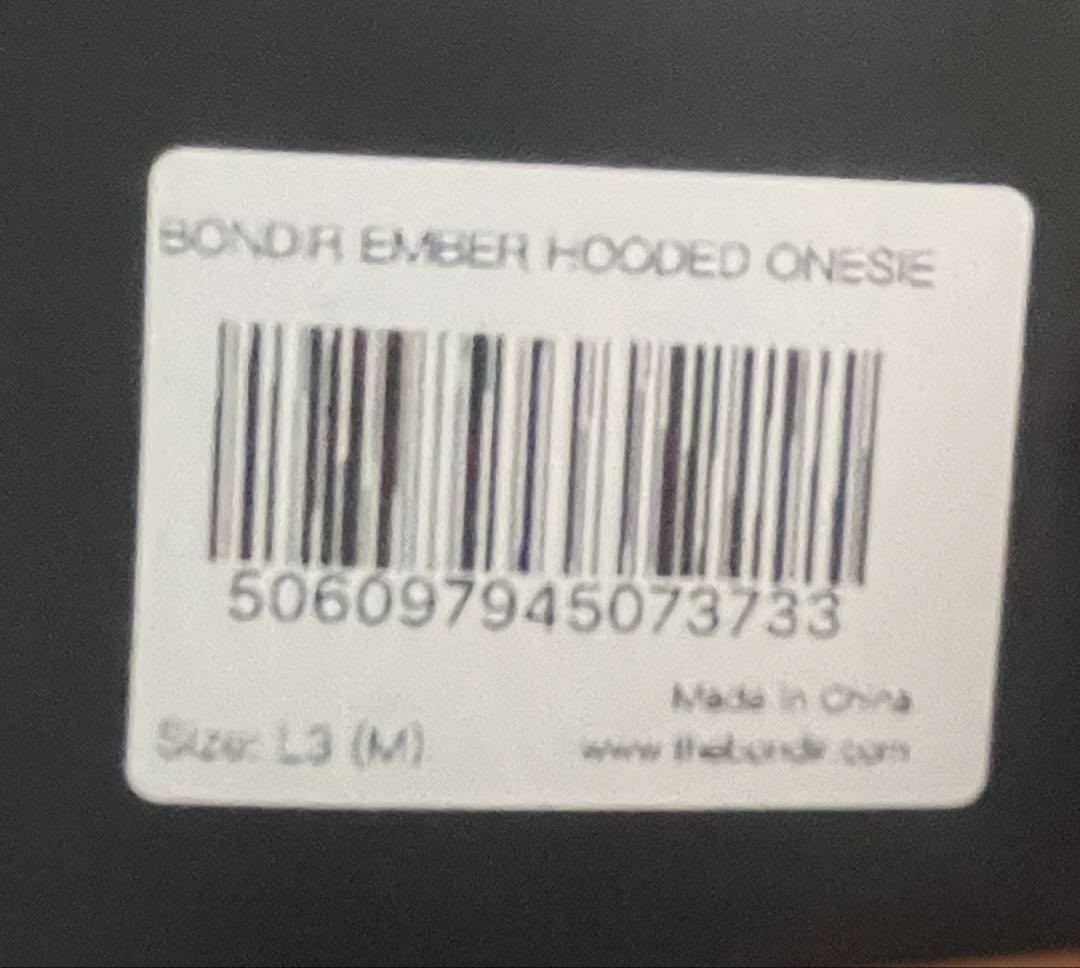 BONDIR EMBER HOODED ONESIE
506097945073733
Made in China
Size: L3 (M)
www.thebondir.com